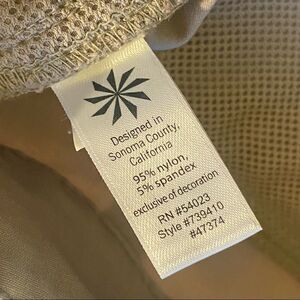 Designed in
Sonoma County,
California
95% nylon,
5% spandex
exclusive of decoration
RN #54023
Style #739410
#47374